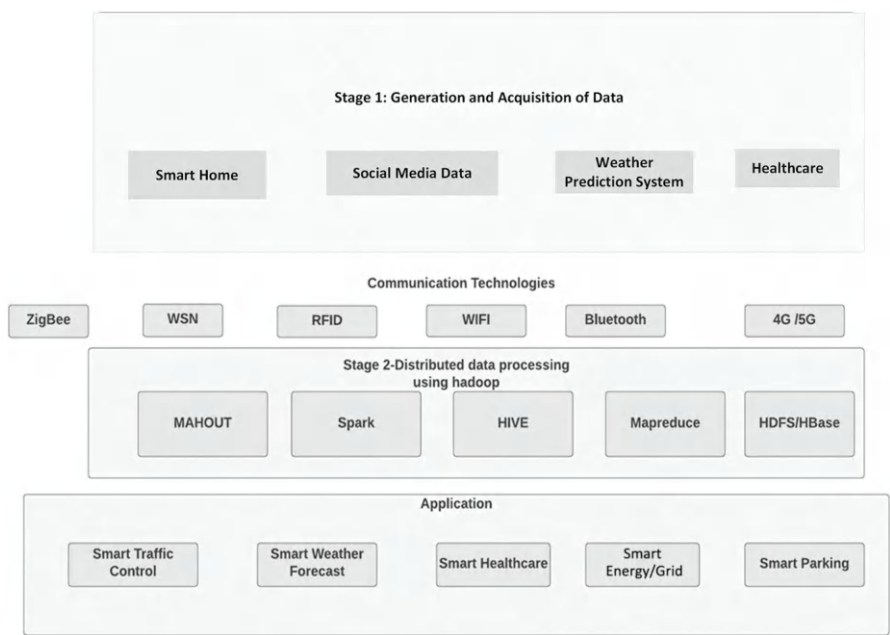 Stage 1: Generation and Acquisition of Data
Smart Home
Social Media Data
Weather
Prediction System
Healthcare
Communication Technologies
ZigBee
WSN
RFID
WIFI
Bluetooth
4G /5G
Stage 2-Distributed data processing
using hadoop
MAHOUT
Spark
HIVE
Mapreduce
HDFS/HBase
Application
Smart Traffic
Control
Smart Weather
Forecast
Smart Healthcare
Smart
Energy/Grid
Smart Parking